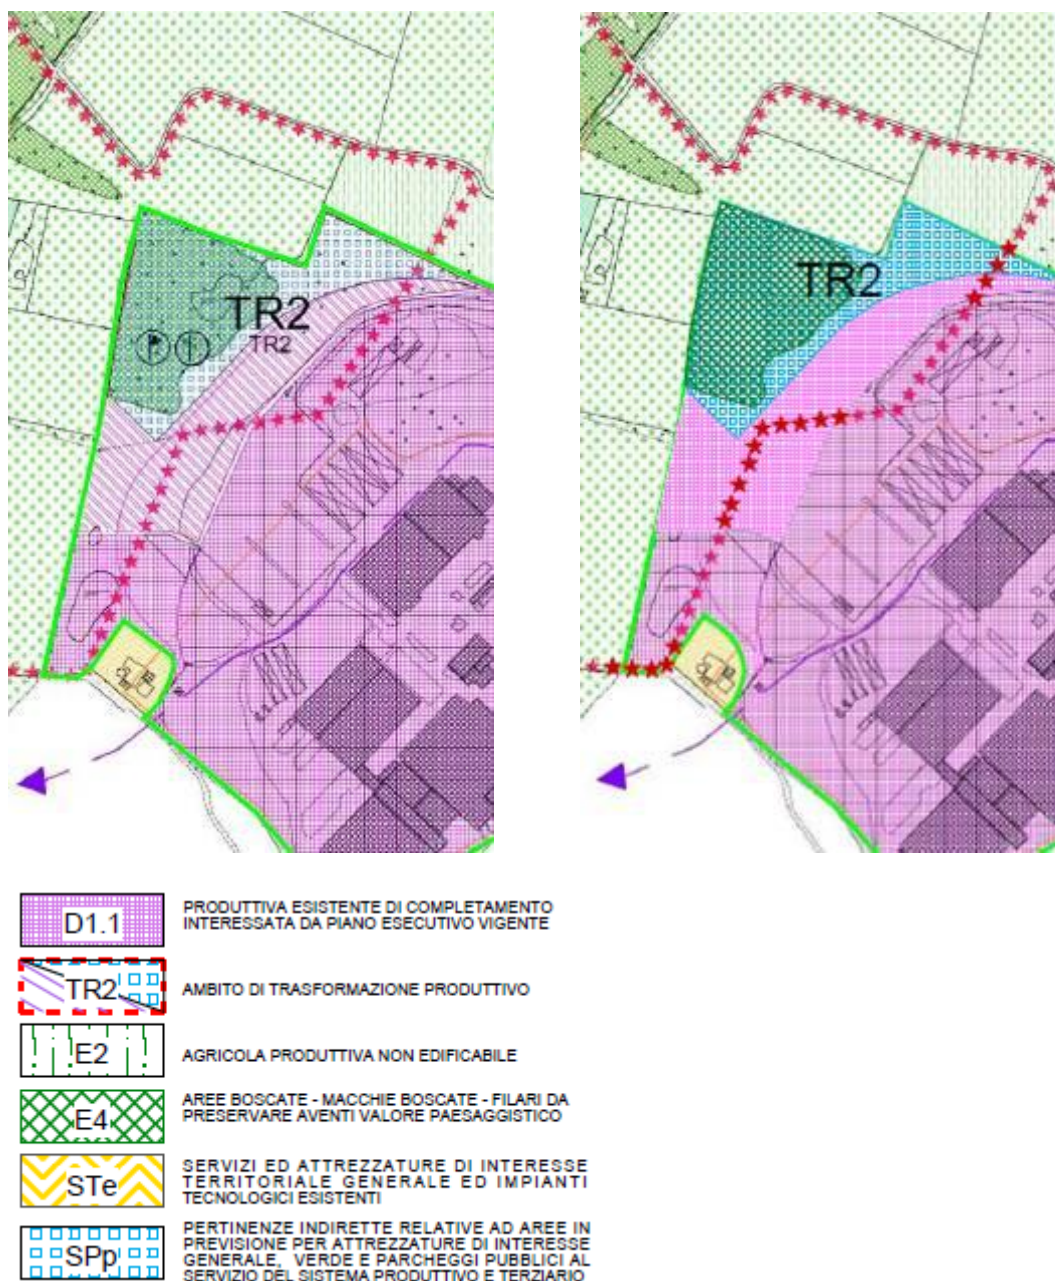 TR2
TR2
TR2
D1.1
PRODUTTIVA ESISTENTE DI COMPLETAMENTO
INTERESSATA DA PIANO ESECUTIVO VIGENTE
TR2
AMBITO DI TRASFORMAZIONE PRODUTTIVO
E2
AGRICOLA PRODUTTIVA NON EDIFICABILE
E4
AREE BOSCATE - MACCHIE BOSCATE - FILARI DA
PRESERVARE AVENTI VALORE PAESAGGISTICO
STe
SERVIZI ED ATTREZZATURE DI INTERESSE
TERRITORIALE GENERALE ED IMPIANTI
TECNOLOGICI ESISTENTI
SPp
PERTINENZE INDIRETTE RELATIVE AD AREE IN
PREVISIONE PER ATTREZZATURE DI INTERESSE
GENERALE, VERDE E PARCHEGGI PUBBLICI AL
SERVIZIO DEL SISTEMA PRODUTTIVO E TERZIARIO